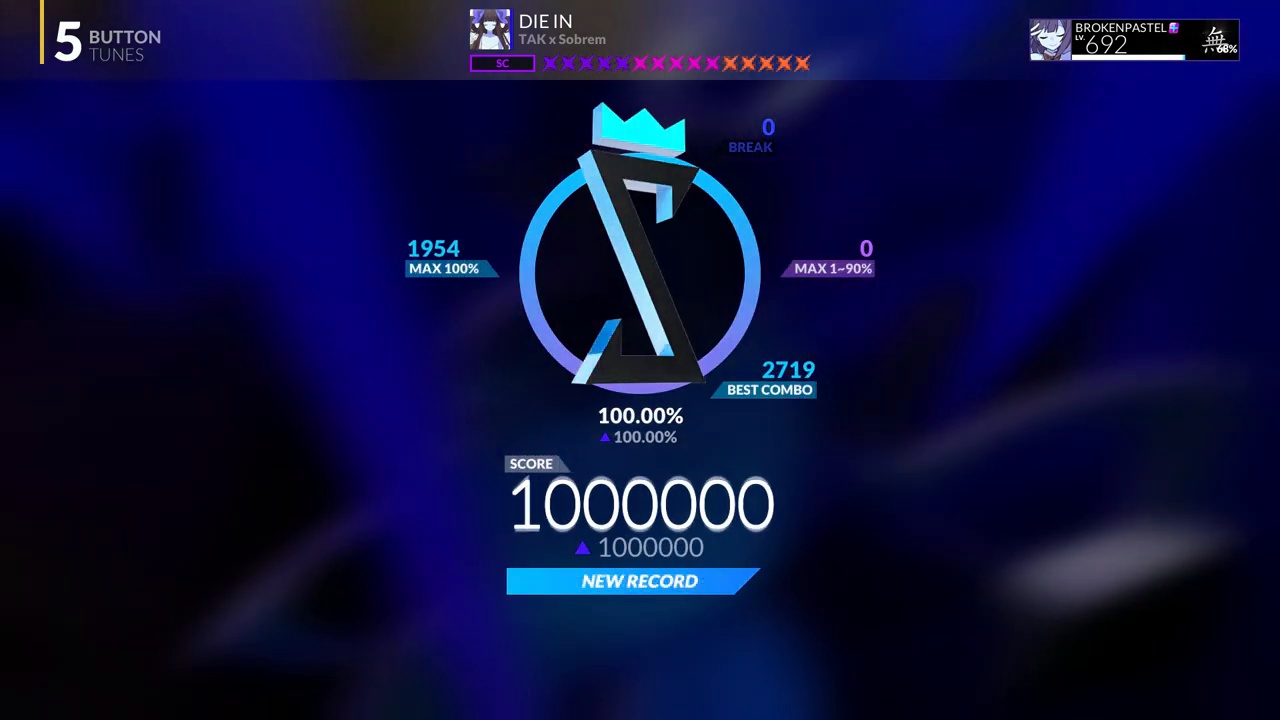 5 BUTTON
TUNES
DIE IN
TAK x Sobrem
SC
BROKENPASTEL
LV. 692
無
68%
0
BREAK
1954
MAX 100%
0
MAX 1~90%
2719
BEST COMBO
100.00%
▲ 100.00%
SCORE
1000000
▲ 1000000
NEW RECORD